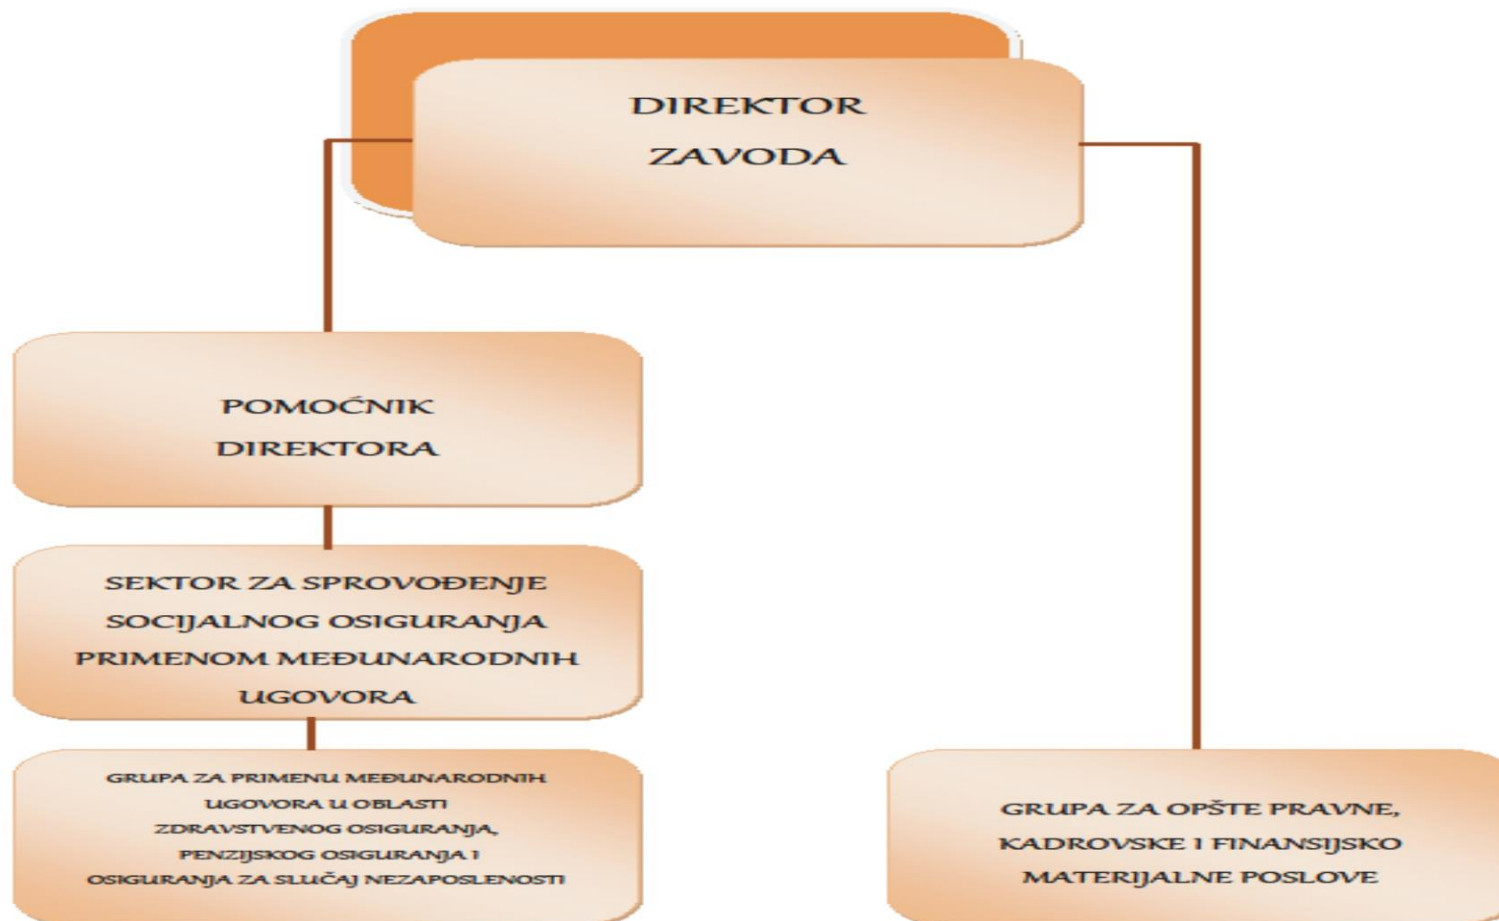 DIREKTOR
ZAVODA
POMOĆNIK
DIREKTORA
SEKTOR ZA SPROVOĐENJE
SOCIJALNOG OSIGURANJA
PRIMENOM MEĐUNARODNIH
UGOVORA
GRUPA ZA PRIMENU MEĐUNARODNIH
UGOVORA U OBLASTI
ZDRAVSTVENOG OSIGURANJA,
PENZIJSKOG OSIGURANJA I
OSIGURANJA ZA SLUČAJ NEZAPOSLENOSTI
GRUPA ZA OPŠTE PRAVNE,
KADROVSKE I FINANSIJSKO
MATERIJALNE POSLOVE